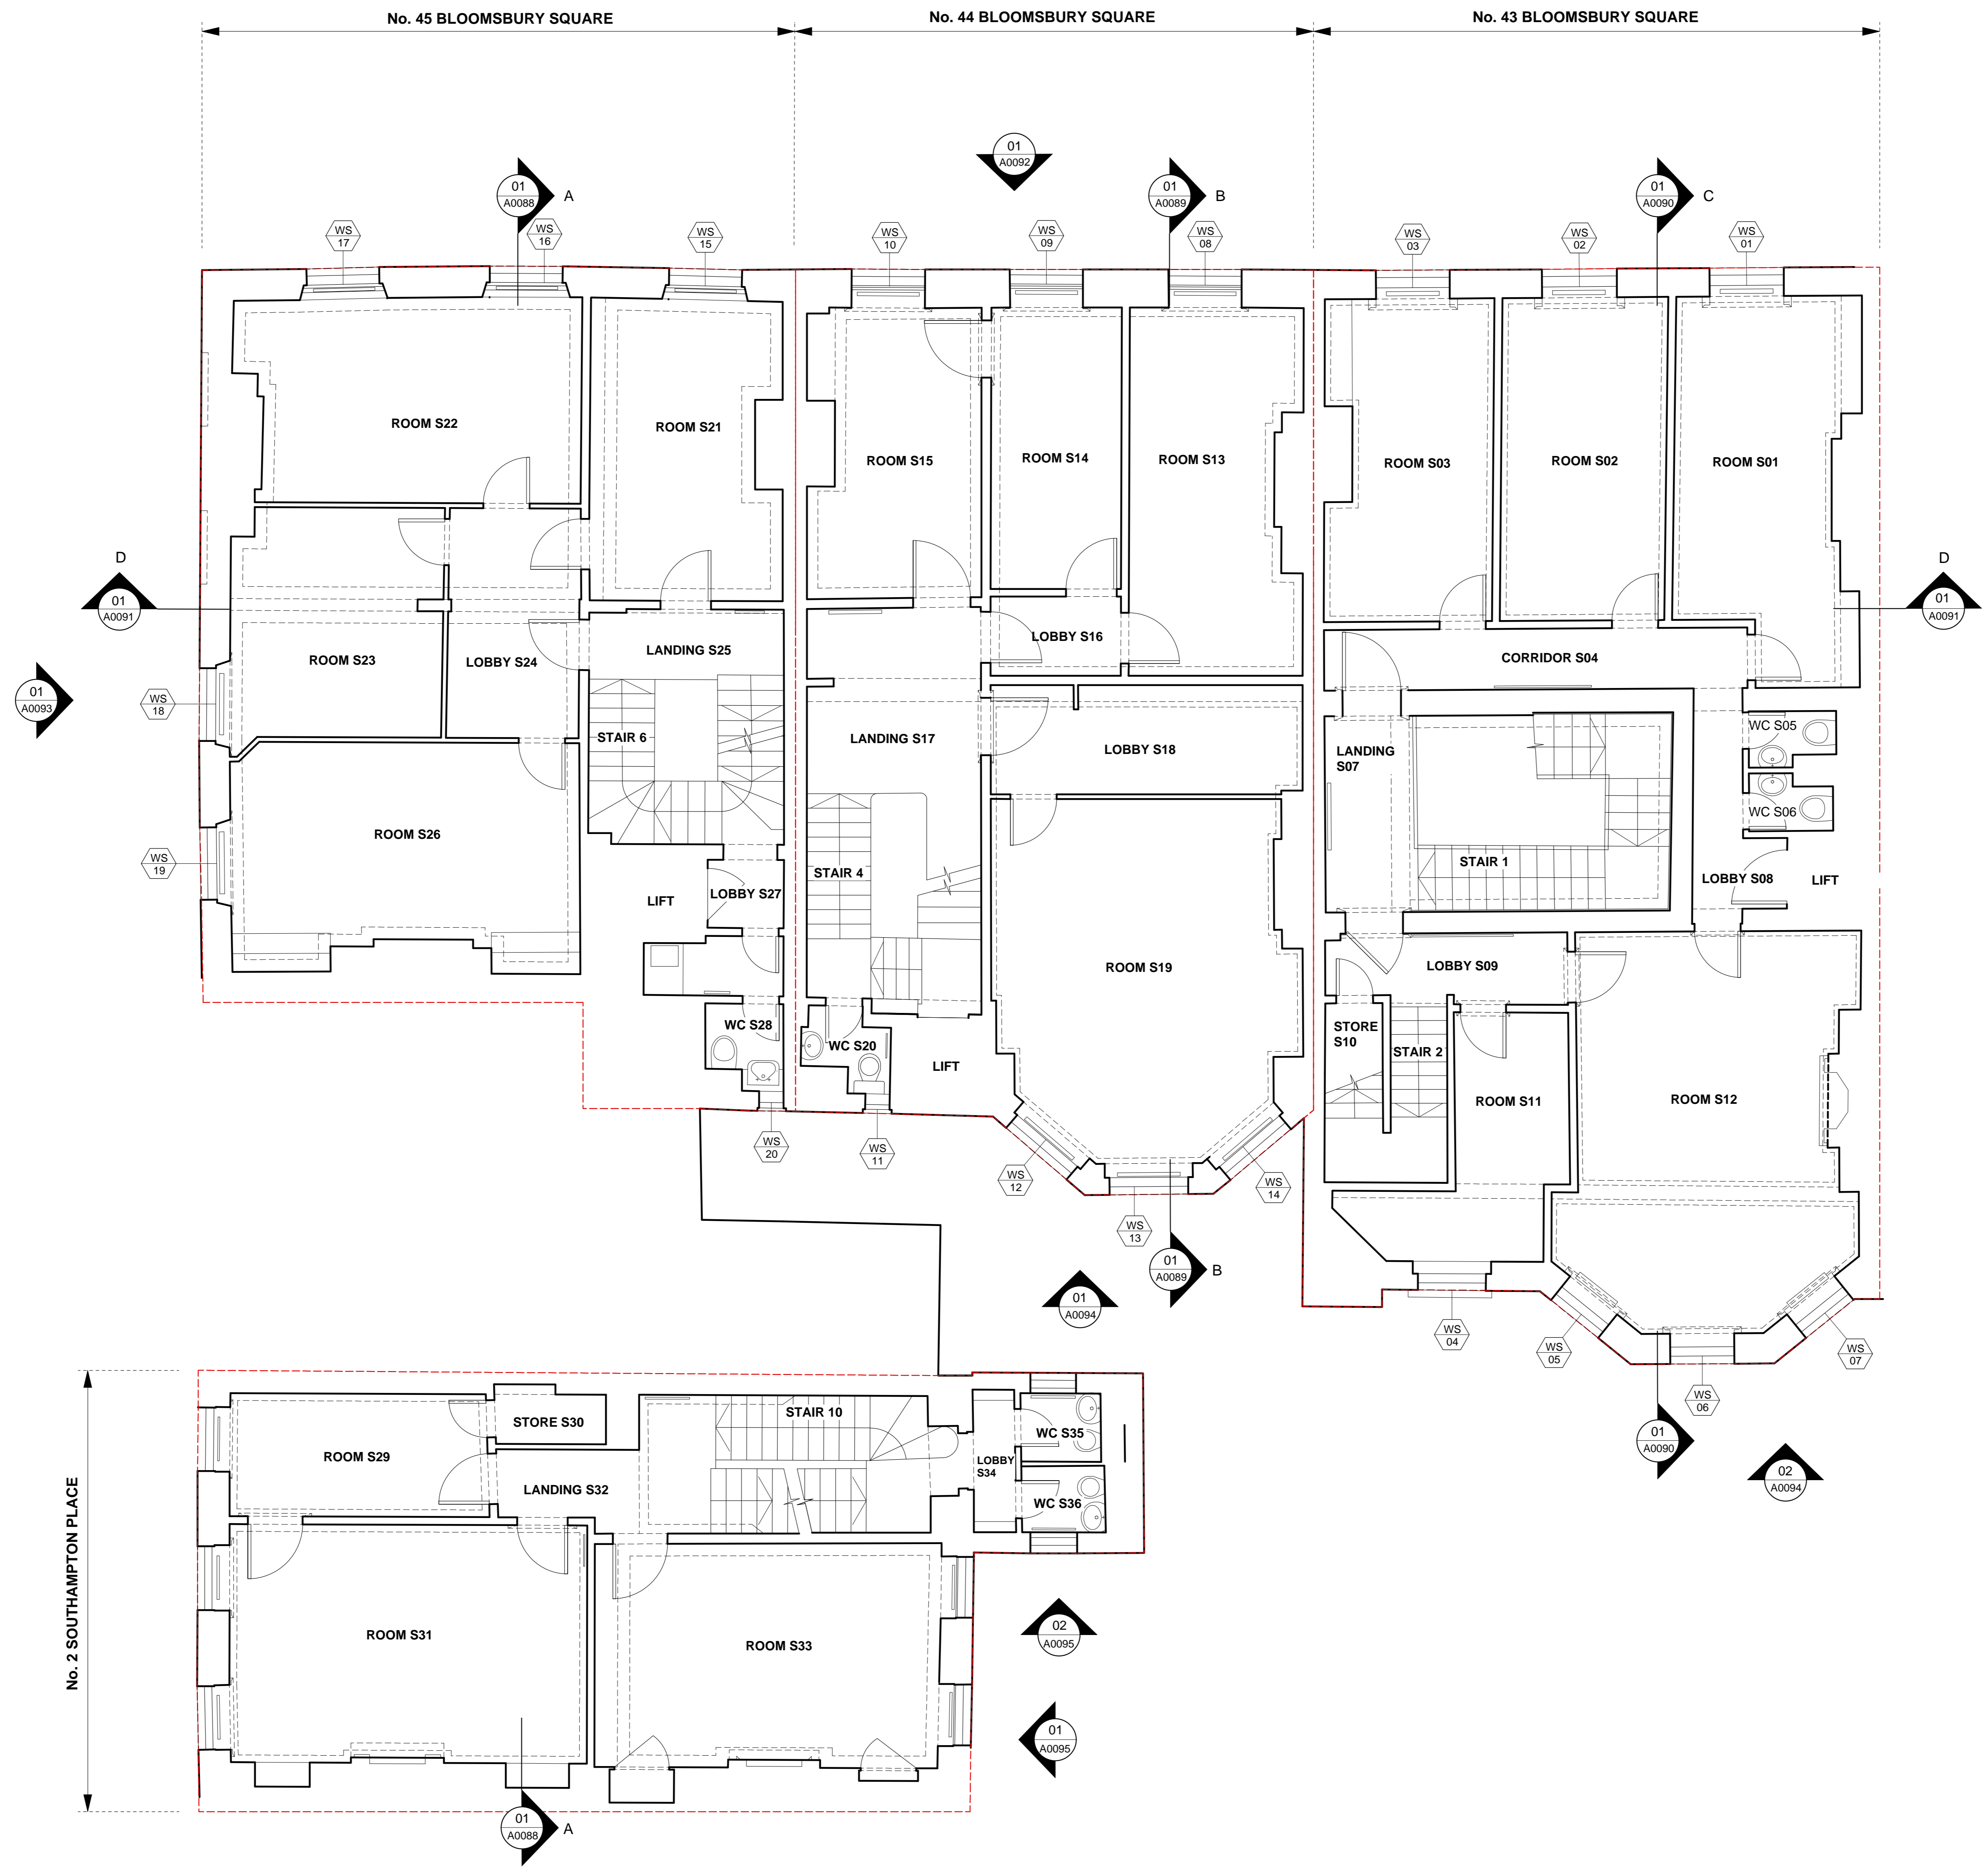 No. 45 BLOOMSBURY SQUARE
No. 44 BLOOMSBURY SQUARE
No. 43 BLOOMSBURY SQUARE
01
A0092
01
A0088
A
01
A0089
B
01
A0090
C
WS
17
WS
16
WS
15
WS
10
WS
09
WS
08
WS
03
WS
02
WS
01
ROOM S22
ROOM S21
ROOM S15
ROOM S14
ROOM S13
ROOM S03
ROOM S02
ROOM S01
D
01
A0091
D
01
A0091
01
A0093
WS
18
WS
19
ROOM S23
LOBBY S24
LANDING S25
LOBBY S16
CORRIDOR S04
STAIR 6
LANDING S17
LOBBY S18
LANDING
S07
WC S05
WC S06
ROOM S26
STAIR 4
STAIR 1
LOBBY S08
LIFT
LIFT
LOBBY S27
ROOM S19
LOBBY S09
WC S28
WC S20
LIFT
STORE
S10
STAIR 2
ROOM S11
ROOM S12
WS
20
WS
11
WS
12
WS
13
WS
14
01
A0089
B
01
A0094
WS
04
WS
05
WS
06
WS
07
01
A0090
02
A0094
No. 2 SOUTHAMPTON PLACE
ROOM S29
STORE S30
STAIR 10
LANDING S32
LOBBY
S34
WC S35
WC S36
ROOM S31
ROOM S33
02
A0095
01
A0095
01
A0088
A